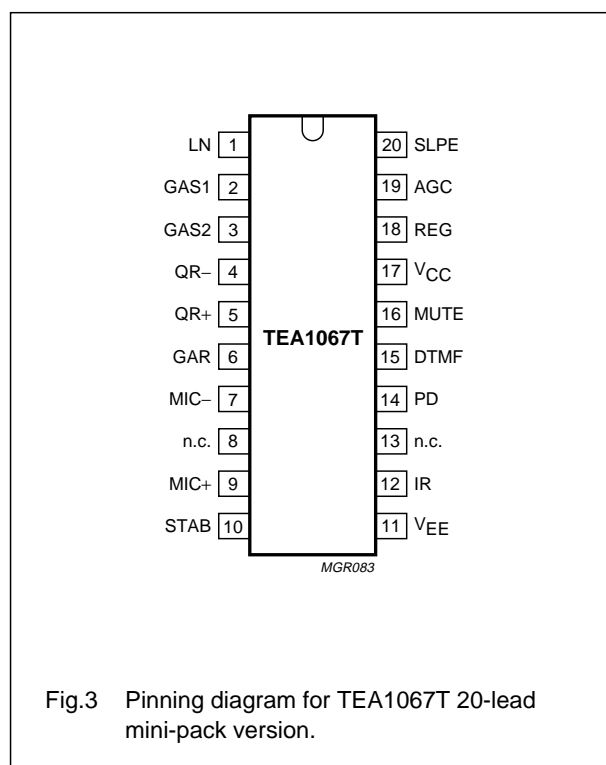 LN 1 20 SLPE
GAS1 2 19 AGC
GAS2 3 18 REG
QR− 4 17 VCC
QR+ 5 16 MUTE
TEA1067T
GAR 6 15 DTMF
MIC− 7 14 PD
n.c. 8 13 n.c.
MIC+ 9 12 IR
STAB 10 11 VEE
MGR083
Fig.3 Pinning diagram for TEA1067T 20-lead
mini-pack version.